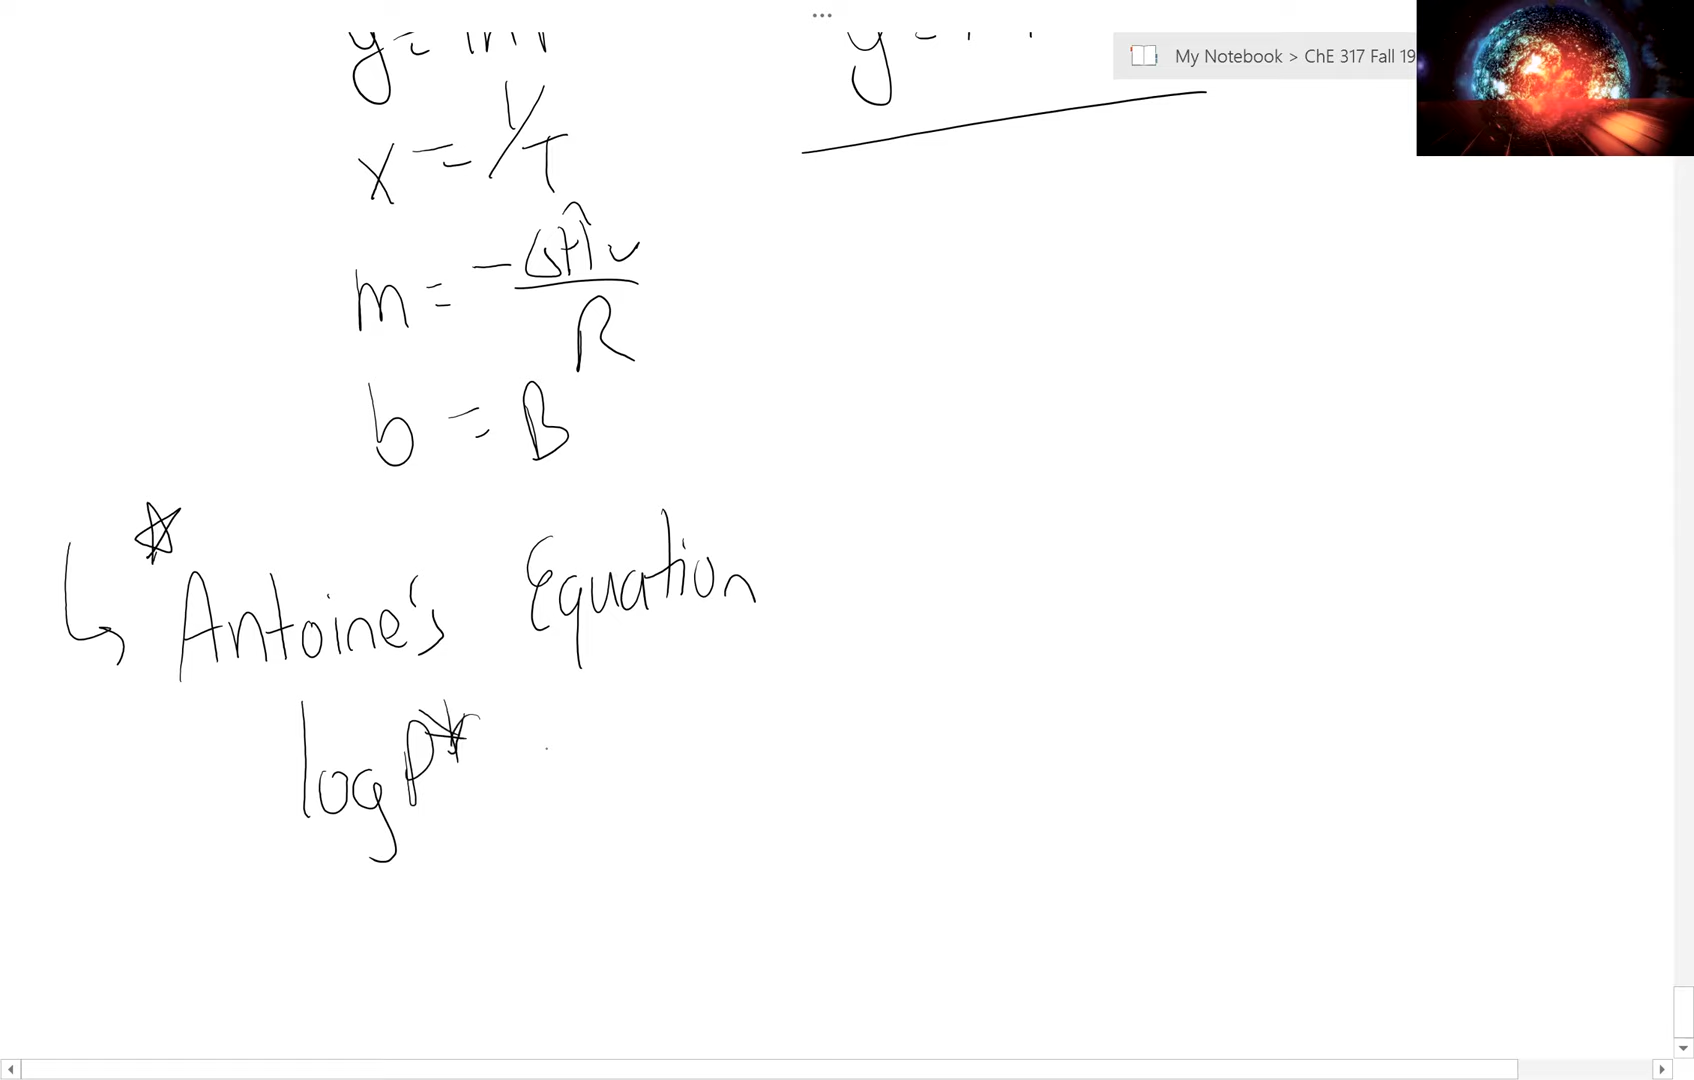 My Notebook > ChE 317 Fall 19
x = 1/T
m = -ΔĤv / R
b = B
Antoine's Equation
log P*